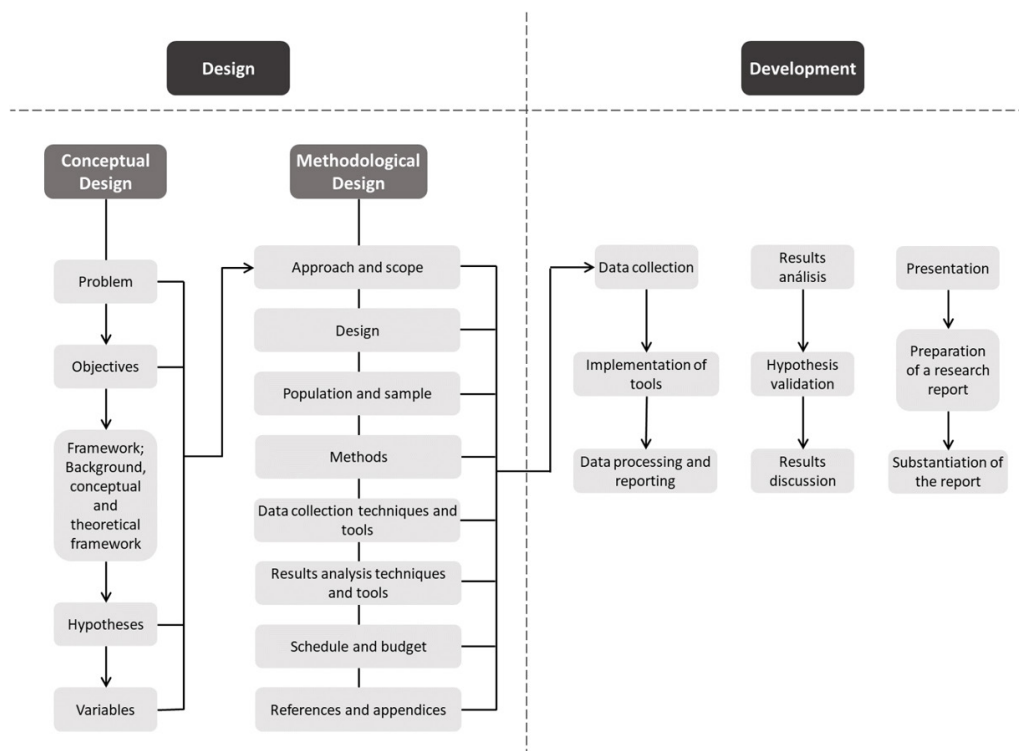 Design
Development
Conceptual
Design
Problem
Objectives
Framework;
Background,
conceptual
and
theoretical
framework
Hypotheses
Variables
Methodological
Design
Approach and scope
Design
Population and sample
Methods
Data collection techniques and
tools
Results analysis techniques
and tools
Schedule and budget
References and appendices
Data collection
Implementation of
tools
Data processing and
reporting
Results
análisis
Hypothesis
validation
Results
discussion
Presentation
Preparation
of a research
report
Substantiation of
the report